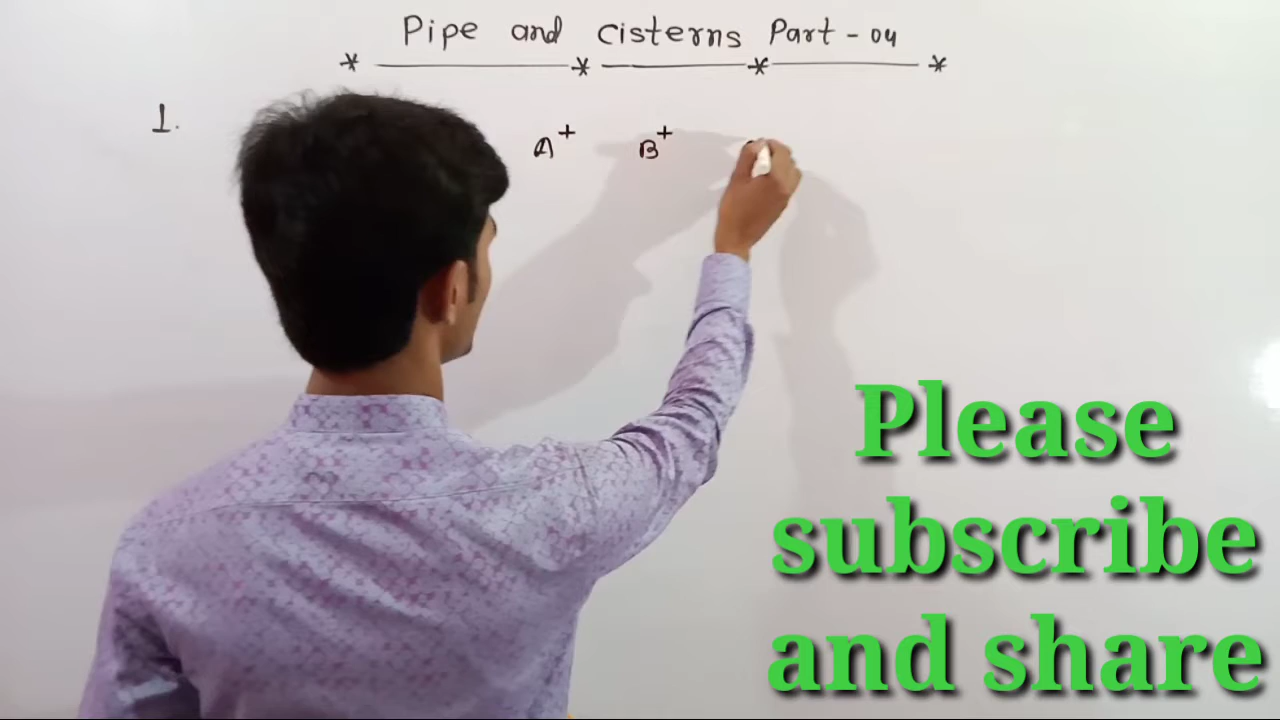 Pipe and cisterns Part - 04
1.
A+ B+
Please
subscribe
and share